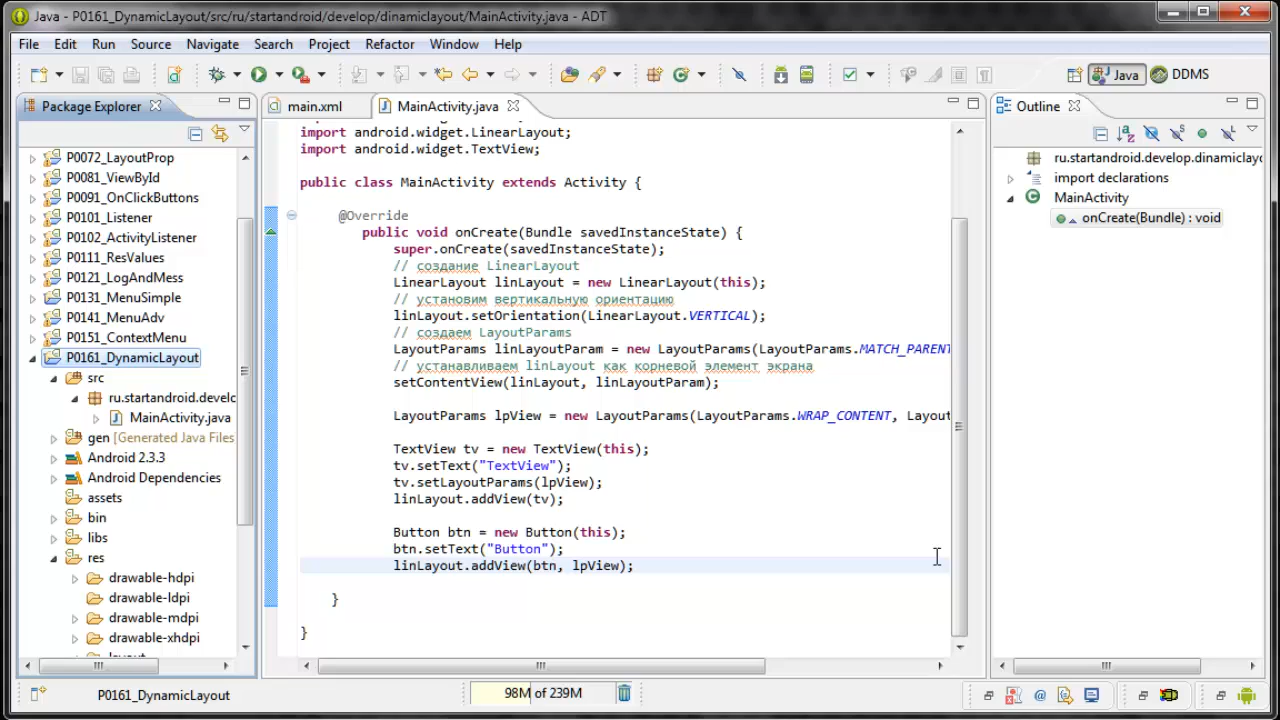 Java - P0161_DynamicLayout/src/ru/startandroid/develop/dinamiclayout/MainActivity.java - ADT
File Edit Run Source Navigate Search Project Refactor Window Help
Java DDMS
Package Explorer
P0072_LayoutProp
P0081_ViewById
P0091_OnClickButtons
P0101_Listener
P0102_ActivityListener
P0111_ResValues
P0121_LogAndMess
P0131_MenuSimple
P0141_MenuAdv
P0151_ContextMenu
P0161_DynamicLayout
src
ru.startandroid.develo
MainActivity.java
gen [Generated Java Files
Android 2.3.3
Android Dependencies
assets
bin
libs
res
drawable-hdpi
drawable-ldpi
drawable-mdpi
drawable-xhdpi
main.xml MainActivity.java
import android.widget.LinearLayout;
import android.widget.TextView;
public class MainActivity extends Activity {
@Override
public void onCreate(Bundle savedInstanceState) {
super.onCreate(savedInstanceState);
// создание LinearLayout
LinearLayout linLayout = new LinearLayout(this);
// установим вертикальную ориентацию
linLayout.setOrientation(LinearLayout.VERTICAL);
// создаем LayoutParams
LayoutParams linLayoutParam = new LayoutParams(LayoutParams.MATCH_PARENT
// устанавливаем linLayout как корневой элемент экрана
setContentView(linLayout, linLayoutParam);
LayoutParams lpView = new LayoutParams(LayoutParams.WRAP_CONTENT, Layout
TextView tv = new TextView(this);
tv.setText("TextView");
tv.setLayoutParams(lpView);
linLayout.addView(tv);
Button btn = new Button(this);
btn.setText("Button");
linLayout.addView(btn, lpView);
}
}
Outline
ru.startandroid.develop.dinamiclayo
import declarations
MainActivity
onCreate(Bundle) : void
P0161_DynamicLayout
98M of 239M